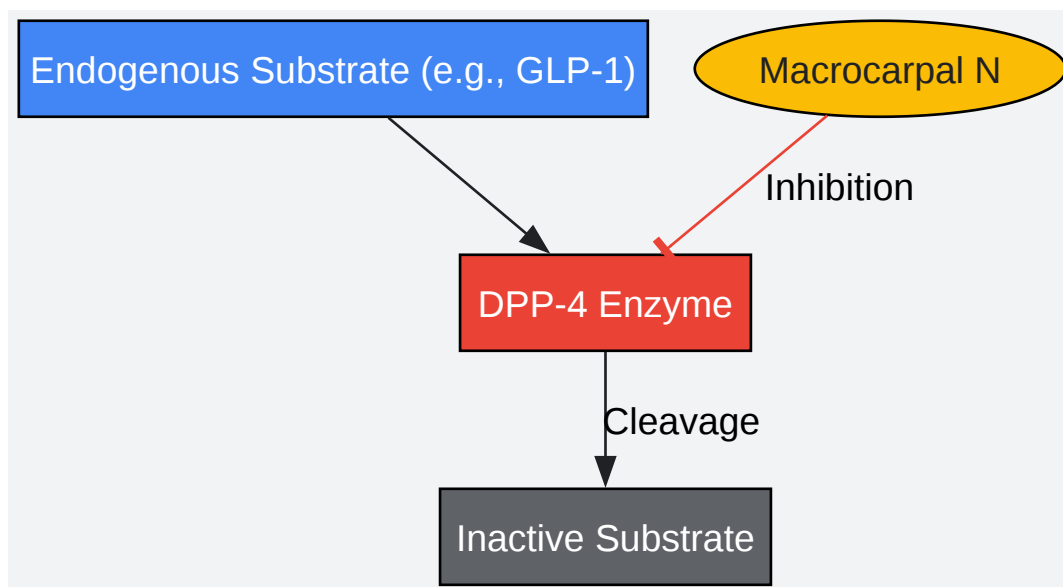 Endogenous Substrate (e.g., GLP-1)
Macrocarpal N
Inhibition
DPP-4 Enzyme
Cleavage
Inactive Substrate